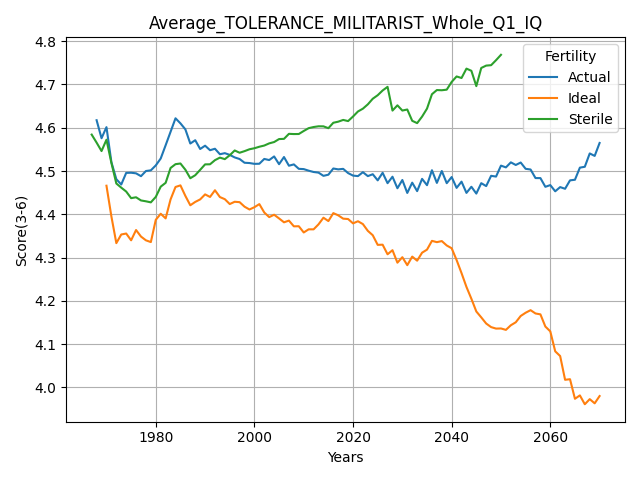 Average_TOLERANCE_MILITARIST_Whole_Q1_IQ
Fertility
Actual
Ideal
Sterile
Score(3-6)
4.8
4.7
4.6
4.5
4.4
4.3
4.2
4.1
4.0
1980
2000
2020
2040
2060
Years